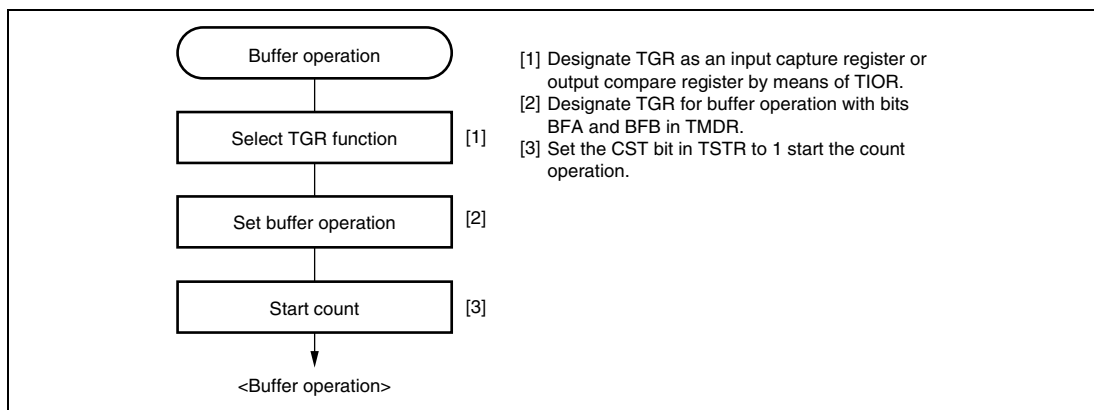 Buffer operation
Select TGR function
[1]
Set buffer operation
[2]
Start count
[3]
<Buffer operation>
[1] Designate TGR as an input capture register or
output compare register by means of TIOR.
[2] Designate TGR for buffer operation with bits
BFA and BFB in TMDR.
[3] Set the CST bit in TSTR to 1 start the count
operation.